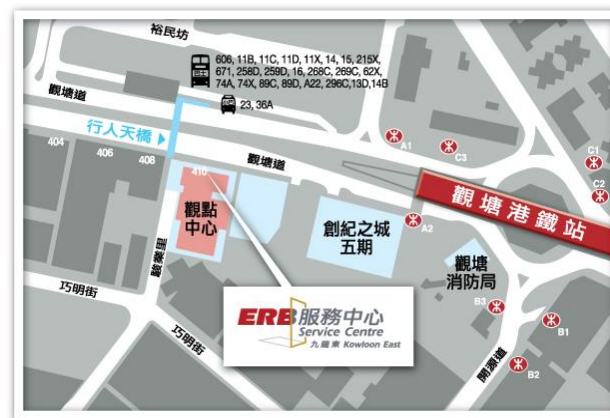 裕民坊
606, 11B, 11C, 11D, 11X, 14, 15, 215X,
671, 258D, 259D, 16, 268C, 269C, 62X,
74A, 74X, 89C, 89D, A22, 296C,13D,14B
觀塘道
23, 36A
行人天橋
404
406
408
觀塘道
A1
C3
C1
C2
410
觀點
中心
創紀之城
五期
A2
觀塘港鐵站
觀塘
消防局
駿業里
巧明街
巧明街
ERB服務中心
Service Centre
九龍東 Kowloon East
B3
B1
開源道
B2